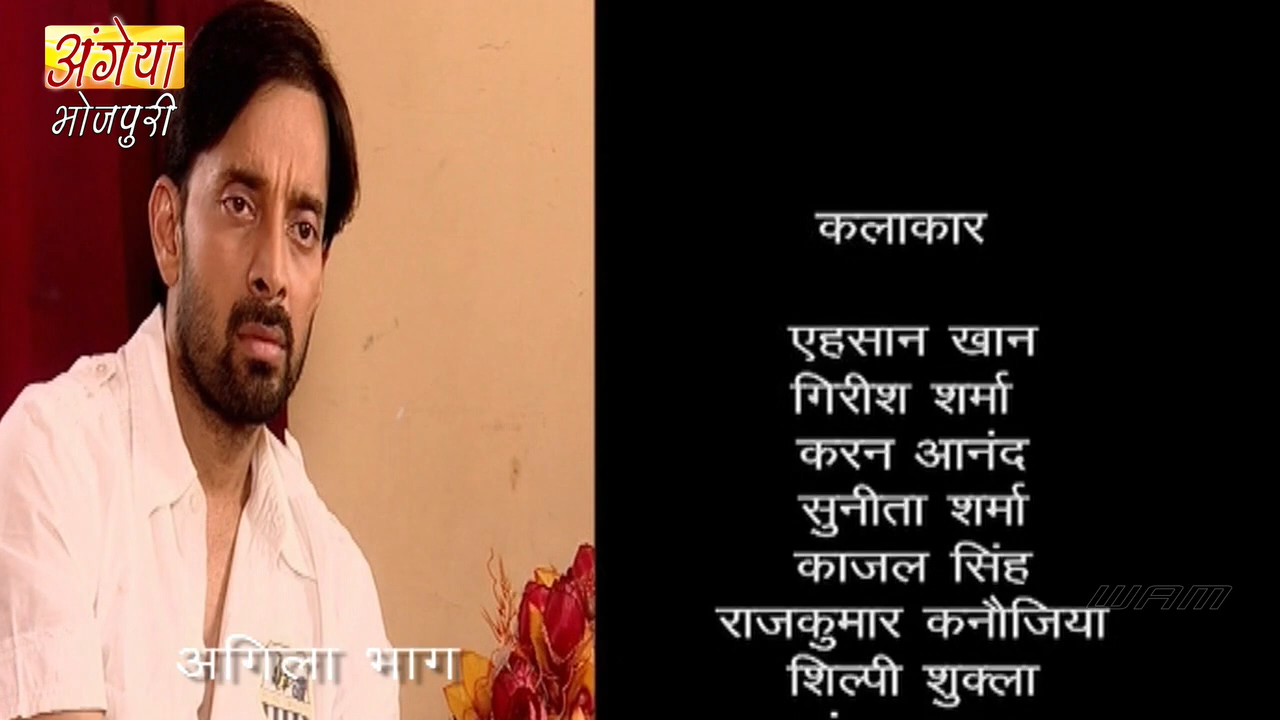 अंगेया
भोजपुरी
कलाकार
एहसान खान
गिरीश शर्मा
करन आनंद
सुनीता शर्मा
काजल सिंह
राजकुमार कनौजिया
शिल्पी शुक्ला
WAM
अगिला भाग